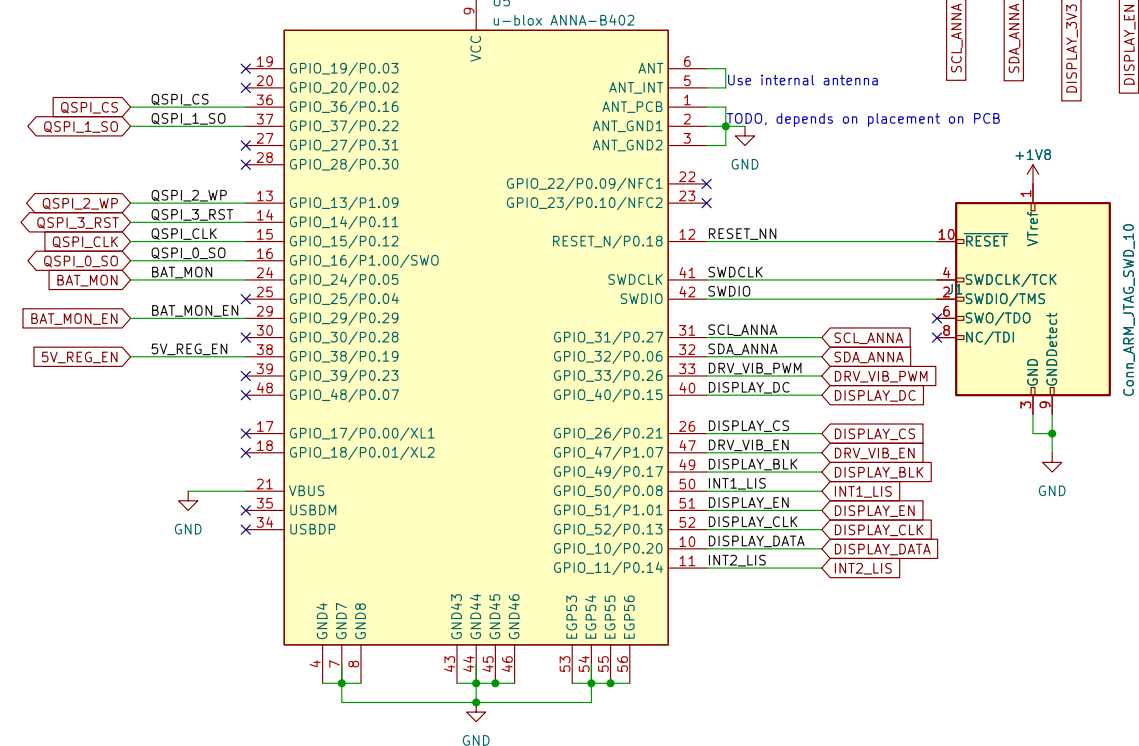 U5
u-blox ANNA-B402
9
VCC
SCL_ANNA
SDA_ANNA
DISPLAY_3V3
DISPLAY_EN
19 GPIO_19/P0.03
20 GPIO_20/P0.02
QSPI_CS QSPI_CS 36 GPIO_36/P0.16
QSPI_1_SO QSPI_1_SO 37 GPIO_37/P0.22
27 GPIO_27/P0.31
28 GPIO_28/P0.30
QSPI_2_WP QSPI_2_WP 13 GPIO_13/P1.09
QSPI_3_RST QSPI_3_RST 14 GPIO_14/P0.11
QSPI_CLK QSPI_CLK 15 GPIO_15/P0.12
QSPI_0_SO QSPI_0_SO 16 GPIO_16/P1.00/SWO
BAT_MON BAT_MON 24 GPIO_24/P0.05
25 GPIO_25/P0.04
BAT_MON_EN BAT_MON_EN 29 GPIO_29/P0.29
30 GPIO_30/P0.28
5V_REG_EN 5V_REG_EN 38 GPIO_38/P0.19
39 GPIO_39/P0.23
48 GPIO_48/P0.07
17 GPIO_17/P0.00/XL1
18 GPIO_18/P0.01/XL2
21 VBUS
GND
35 USBDM
34 USBDP
ANT 6
ANT_INT 5
Use internal antenna
ANT_PCB 1
ANT_GND1 2
TODO, depends on placement on PCB
ANT_GND2 3
GND
GPIO_22/P0.09/NFC1 22
GPIO_23/P0.10/NFC2 23
RESET_N/P0.18 12 RESET_NN
SWDCLK 41 SWDCLK
SWDIO 42 SWDIO
GPIO_31/P0.27 31 SCL_ANNA SCL_ANNA
GPIO_32/P0.06 32 SDA_ANNA SDA_ANNA
GPIO_33/P0.26 33 DRV_VIB_PWM DRV_VIB_PWM
GPIO_40/P0.15 40 DISPLAY_DC DISPLAY_DC
GPIO_26/P0.21 26 DISPLAY_CS DISPLAY_CS
GPIO_47/P1.07 47 DRV_VIB_EN DRV_VIB_EN
GPIO_49/P0.17 49 DISPLAY_BLK DISPLAY_BLK
GPIO_50/P0.08 50 INT1_LIS INT1_LIS
GPIO_51/P1.01 51 DISPLAY_EN DISPLAY_EN
GPIO_52/P0.13 52 DISPLAY_CLK DISPLAY_CLK
GPIO_10/P0.20 10 DISPLAY_DATA DISPLAY_DATA
GPIO_11/P0.14 11 INT2_LIS INT2_LIS
GND4 GND7 GND8 GND43 GND44 GND45 GND46 EGP53 EGP54 EGP55 EGP56
4 7 8 43 44 45 46 53 54 55 56
GND
+1V8
1
VTref
10 RESET
4 SWDCLK/TCK
J1
2 SWDIO/TMS
6 SWO/TDO
8 NC/TDI
GND GNDDetect
3 9
GND
Conn_ARM_JTAG_SWD_10